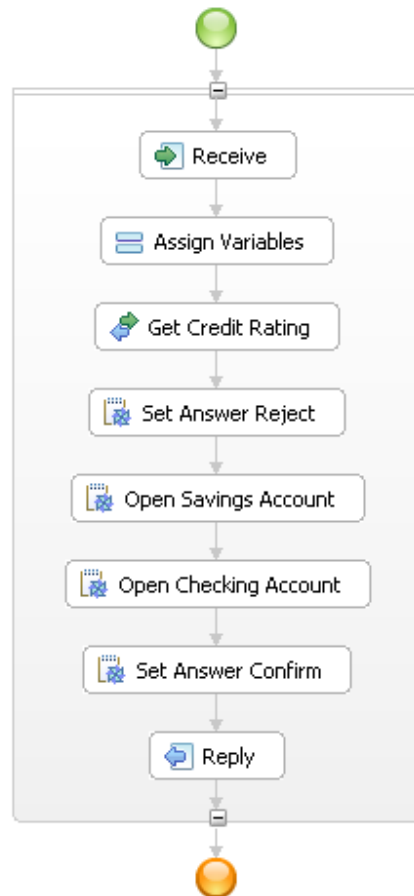 Receive
Assign Variables
Get Credit Rating
Set Answer Reject
Open Savings Account
Open Checking Account
Set Answer Confirm
Reply